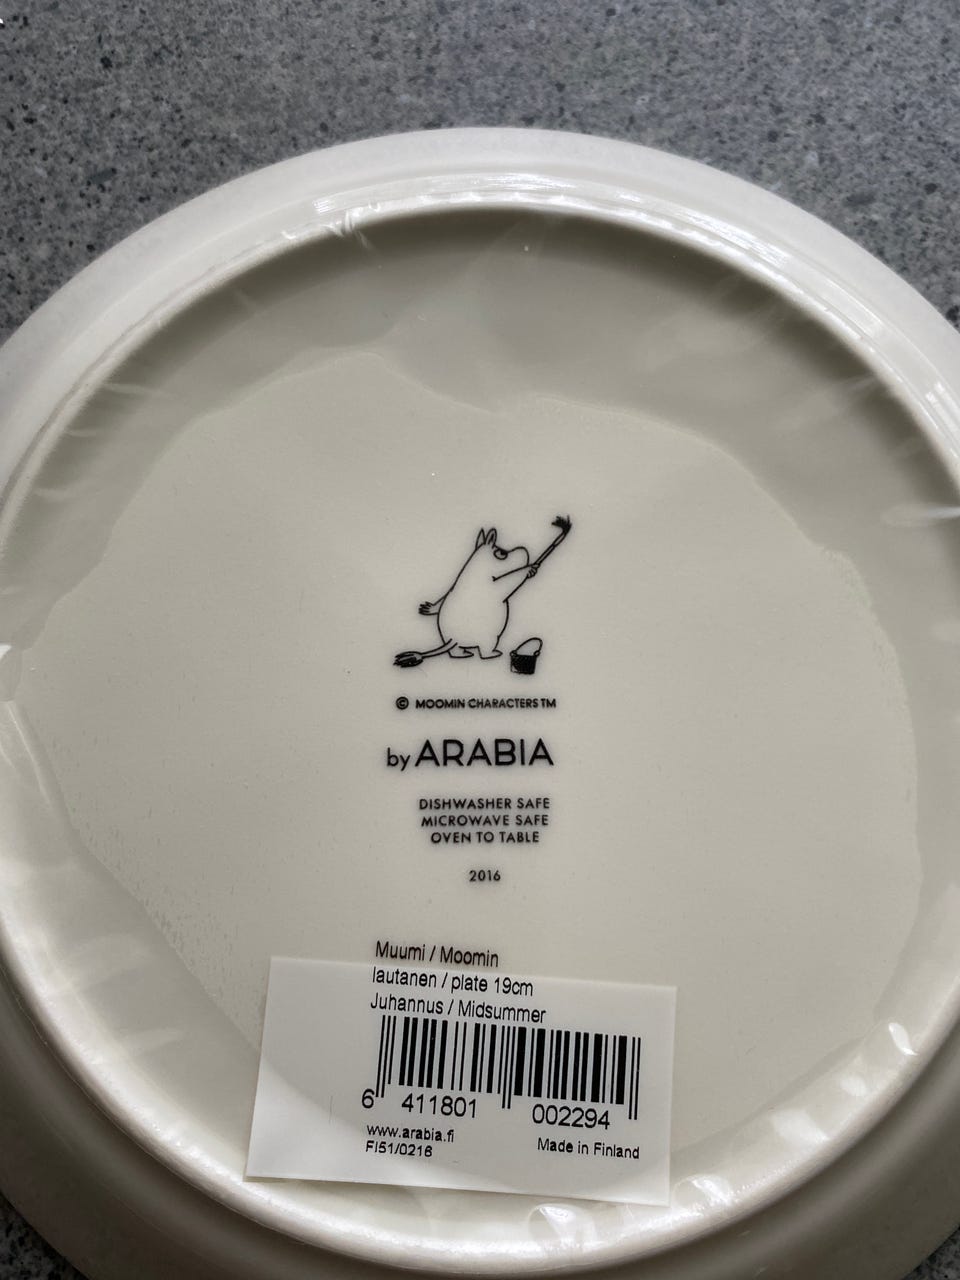 © MOOMIN CHARACTERS TM
by ARABIA
DISHWASHER SAFE
MICROWAVE SAFE
OVEN TO TABLE
2016
Muumi / Moomin
lautanen / plate 19cm
Juhannus / Midsummer
6 411801 002294
www.arabia.fi Made in Finland
FI51/0216